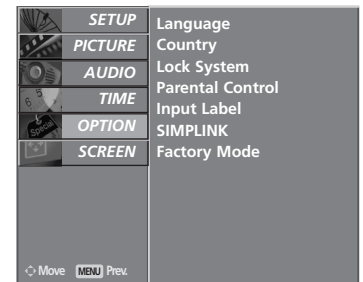 SETUP
PICTURE
AUDIO
TIME
OPTION
SCREEN
Language
Country
Lock System
Parental Control
Input Label
SIMPLINK
Factory Mode
Special
Move MENU Prev.